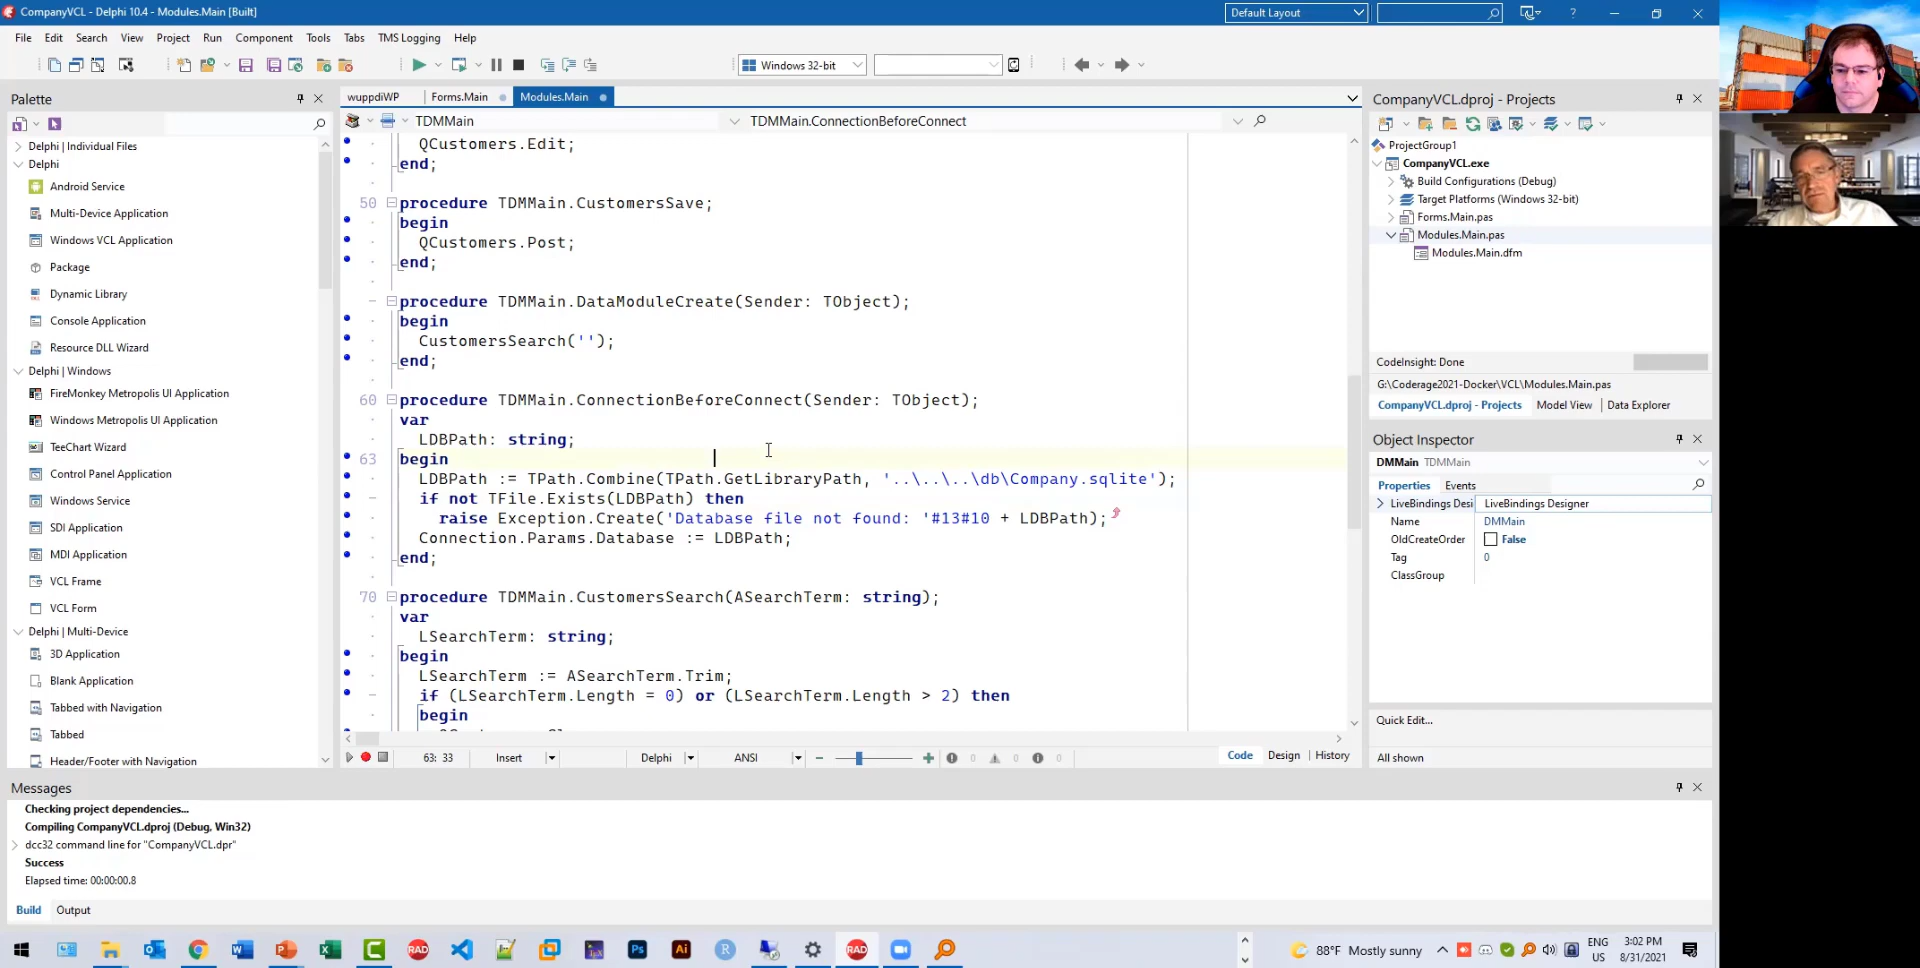 CompanyVCL - Delphi 10.4 - Modules.Main [Built]
Default Layout
File Edit Search View Project Run Component Tools Tabs TMS Logging Help
Windows 32-bit
Palette
Delphi | Individual Files
Delphi
Android Service
Multi-Device Application
Windows VCL Application
Package
Dynamic Library
Console Application
Resource DLL Wizard
Delphi | Windows
FireMonkey Metropolis UI Application
Windows Metropolis UI Application
TeeChart Wizard
Control Panel Application
Windows Service
SDI Application
MDI Application
VCL Frame
VCL Form
Delphi | Multi-Device
3D Application
Blank Application
Tabbed with Navigation
Tabbed
Header/Footer with Navigation
wuppdiWP Forms.Main Modules.Main
TDMMain TDMMain.ConnectionBeforeConnect
QCustomers.Edit;
end;
50 procedure TDMMain.CustomersSave;
begin
QCustomers.Post;
end;
procedure TDMMain.DataModuleCreate(Sender: TObject);
begin
CustomersSearch('');
end;
60 procedure TDMMain.ConnectionBeforeConnect(Sender: TObject);
var
LDBPath: string;
63 begin
LDBPath := TPath.Combine(TPath.GetLibraryPath, '..\..\..\db\Company.sqlite');
if not TFile.Exists(LDBPath) then
raise Exception.Create('Database file not found: '#13#10 + LDBPath);
Connection.Params.Database := LDBPath;
end;
70 procedure TDMMain.CustomersSearch(ASearchTerm: string);
var
LSearchTerm: string;
begin
LSearchTerm := ASearchTerm.Trim;
if (LSearchTerm.Length = 0) or (LSearchTerm.Length > 2) then
begin
63: 33 Insert Delphi ANSI 0 0 0 Code Design History
CompanyVCL.dproj - Projects
ProjectGroup1
CompanyVCL.exe
Build Configurations (Debug)
Target Platforms (Windows 32-bit)
Forms.Main.pas
Modules.Main.pas
Modules.Main.dfm
CodeInsight: Done
G:\Coderage2021-Docker\VCL\Modules.Main.pas
CompanyVCL.dproj - Projects Model View Data Explorer
Object Inspector
DMMain TDMMain
Properties Events
LiveBindings Desi LiveBindings Designer
Name DMMain
OldCreateOrder False
Tag 0
ClassGroup
Quick Edit...
All shown
Messages
Checking project dependencies...
Compiling CompanyVCL.dproj (Debug, Win32)
dcc32 command line for "CompanyVCL.dpr"
Success
Elapsed time: 00:00:00.8
Build Output
RAD Ps Ai R RAD
88°F Mostly sunny
ENG
US
3:02 PM
8/31/2021